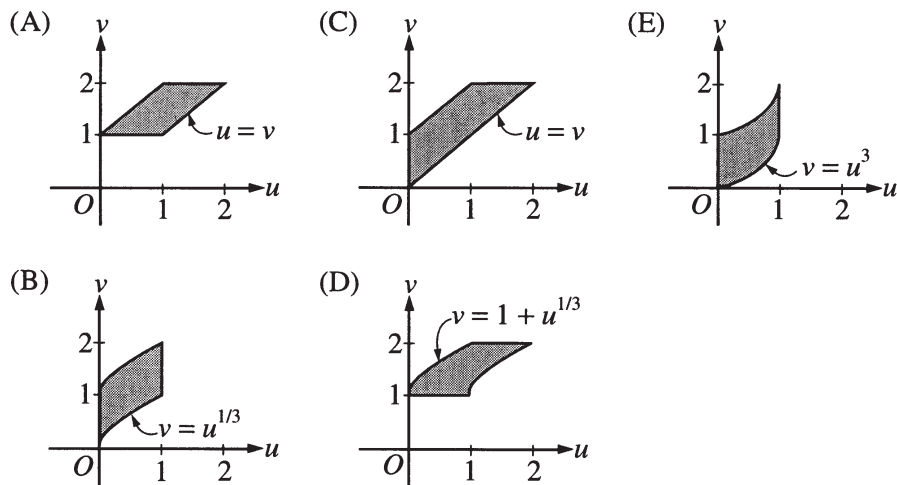 (A)
v
2
1
u = v
O
1
2
u
(C)
v
2
1
u = v
O
1
2
u
(E)
v
2
1
v = u³
O
1
2
u
(B)
v
2
1
v = u^{1/3}
O
1
2
u
(D)
v
v = 1 + u^{1/3}
2
1
O
1
2
u